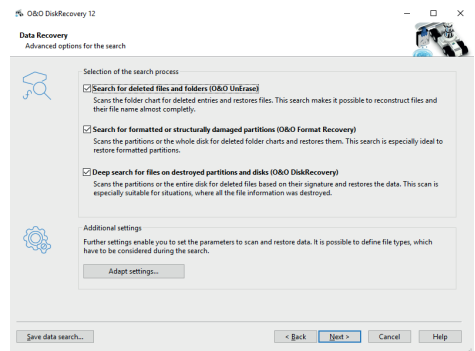 O&O DiskRecovery 12
Data Recovery
Advanced options for the search
Selection of the search process
Search for deleted files and folders (O&O UnErase)
Scans the folder chart for deleted entries and restores files. This search makes it possible to reconstruct files and
their file name almost completly.
Search for formatted or structurally damaged partitions (O&O Format Recovery)
Scans the partitions or the whole disk for deleted folder charts and restores them. This search is especially ideal to
restore formatted partitions.
Deep search for files on destroyed partitions and disks (O&O DiskRecovery)
Scans the partitions or the entire disk for deleted files based on their signature and restores the data. This scan is
especially suitable for situations, where all the file information was destroyed.
Additional settings
Further settings enable you to set the parameters to scan and restore data. It is possible to define file types, which
have to be considered during the search.
Adapt settings...
Save data search... < Back Next > Cancel Help